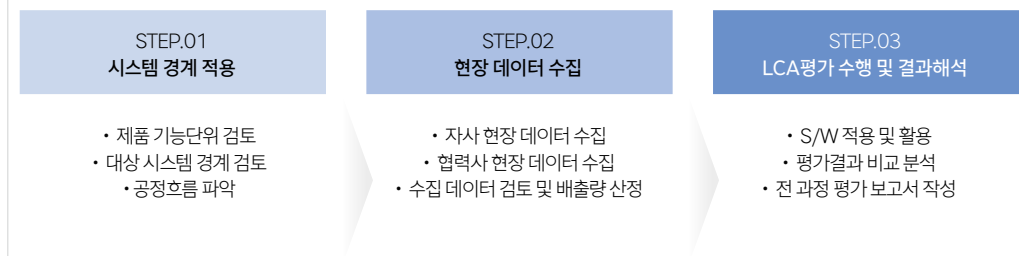 STEP.01
시스템 경계 적용
• 제품 기능단위 검토
• 대상 시스템 경계 검토
• 공정흐름 파악
STEP.02
현장 데이터 수집
• 자사 현장 데이터 수집
• 협력사 현장 데이터 수집
• 수집 데이터 검토 및 배출량 산정
STEP.03
LCA평가 수행 및 결과해석
• S/W 적용 및 활용
• 평가결과 비교 분석
• 전 과정 평가 보고서 작성